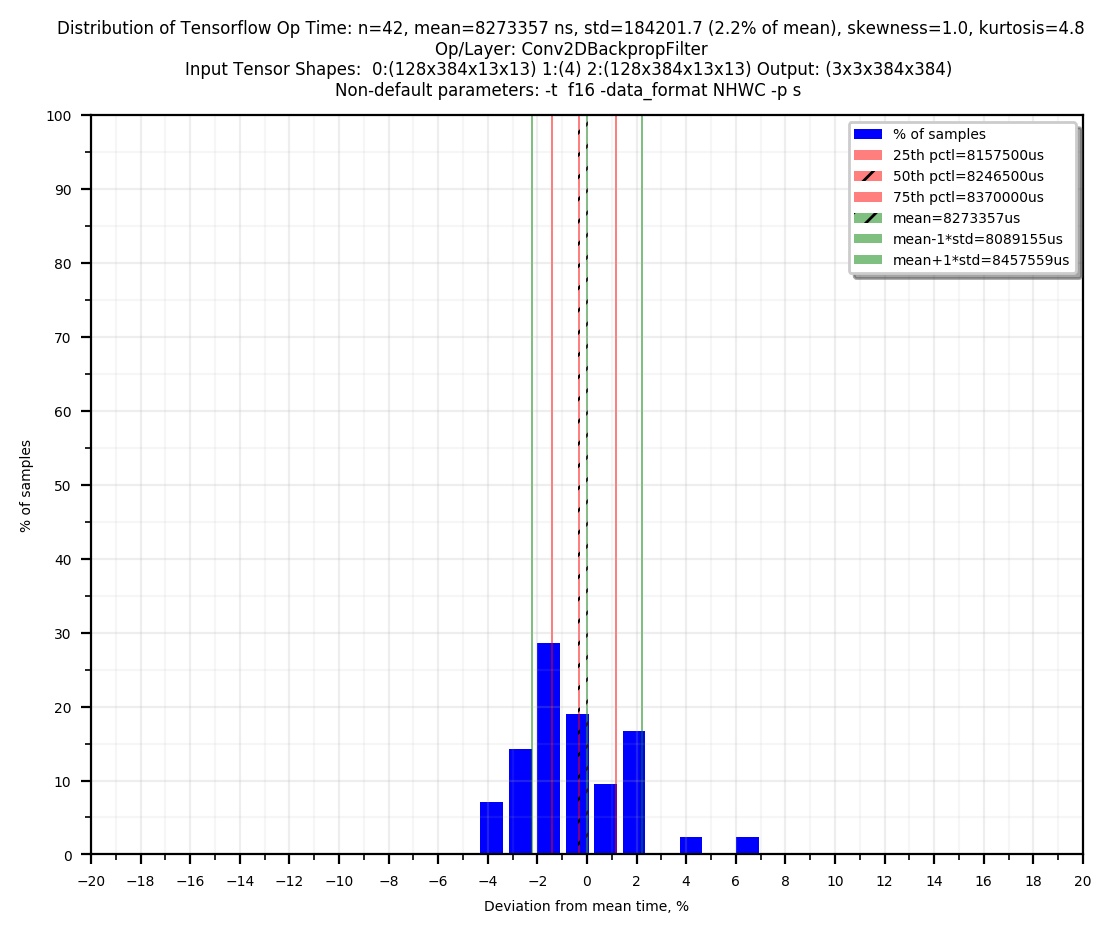 Distribution of Tensorflow Op Time: n=42, mean=8273357 ns, std=184201.7 (2.2% of mean), skewness=1.0, kurtosis=4.8
Op/Layer: Conv2DBackpropFilter
Input Tensor Shapes:  0:(128x384x13x13) 1:(4) 2:(128x384x13x13) Output: (3x3x384x384)
Non-default parameters: -t  f16 -data_format NHWC -p s
% of samples
25th pctl=8157500us
50th pctl=8246500us
75th pctl=8370000us
mean=8273357us
mean-1*std=8089155us
mean+1*std=8457559us
100
90
80
70
60
50
40
30
20
10
0
% of samples
−20 −18 −16 −14 −12 −10 −8 −6 −4 −2 0 2 4 6 8 10 12 14 16 18 20
Deviation from mean time, %